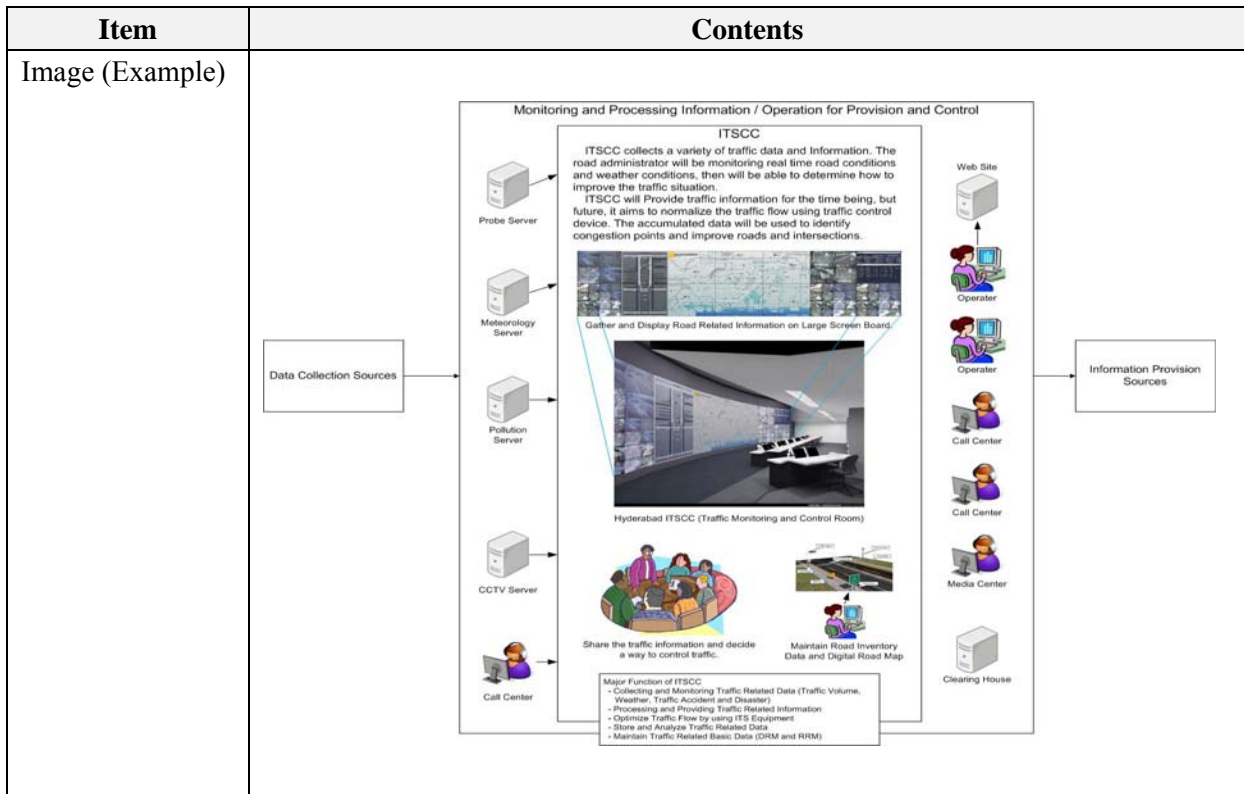 Item
Contents
Image (Example)
Monitoring and Processing Information / Operation for Provision and Control
ITSCC
ITSCC collects a variety of traffic data and Information. The
road administrator will be monitoring real time road conditions
and weather conditions, then will be able to determine how to
improve the traffic situation.
ITSCC will Provide traffic information for the time being, but
future, it aims to normalize the traffic flow using traffic control
device. The accumulated data will be used to identify
congestion points and improve roads and intersections.
Probe Server
Meteorology
Server
Pollution
Server
CCTV Server
Call Center
Data Collection Sources
Gather and Display Road Related Information on Large Screen Board.
Hyderabad ITSCC (Traffic Monitoring and Control Room)
Share the traffic information and decide
a way to control traffic.
Maintain Road Inventory
Data and Digital Road Map
Major Function of ITSCC
- Collecting and Monitoring Traffic Related Data (Traffic Volume,
Weather, Traffic Accident and Disaster)
- Processing and Providing Traffic Related Information
- Optimize Traffic Flow by using ITS Equipment
- Store and Analyze Traffic Related Data
- Maintain Traffic Related Basic Data (DRM and RRM)
Web Site
Operater
Operater
Call Center
Call Center
Media Center
Clearing House
Information Provision
Sources